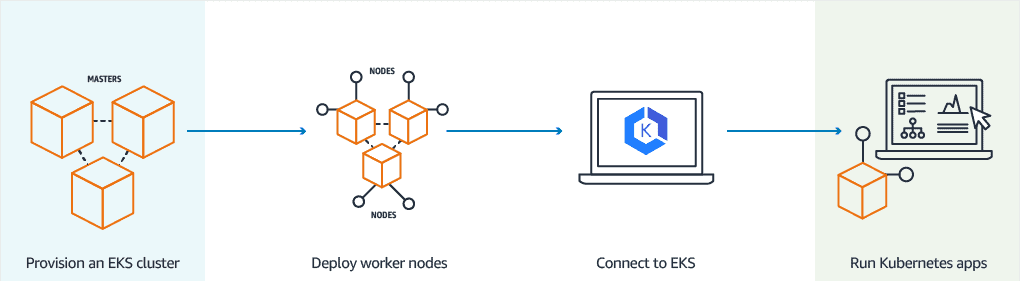 MASTERS
NODES
K
NODES
Provision an EKS cluster
Deploy worker nodes
Connect to EKS
Run Kubernetes apps